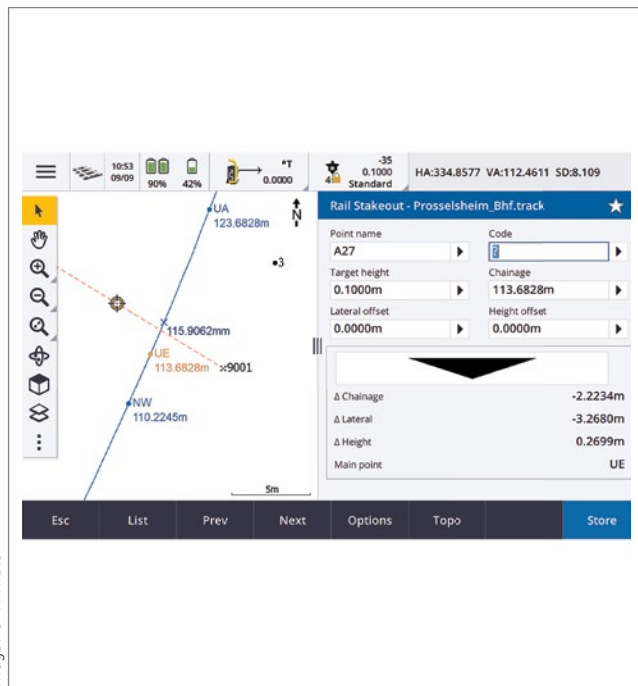 10:53
09/09
90%
42%
*T
0.0000
4
-35
0.1000
Standard
HA:334.8577 VA:112.4611 SD:8.109
UA
123.6828m
N
3
115.9062mm
UE
113.6828m
9001
NW
110.2245m
5m
Rail Stakeout - Prosselsheim_Bhf.track
Point name
Code
A27
?
Target height
Chainage
0.1000m
113.6828m
Lateral offset
Height offset
0.0000m
0.0000m
Δ Chainage
-2.2234m
Δ Lateral
-3.2680m
Δ Height
0.2699m
Main point
UE
Esc
List
Prev
Next
Options
Topo
Store